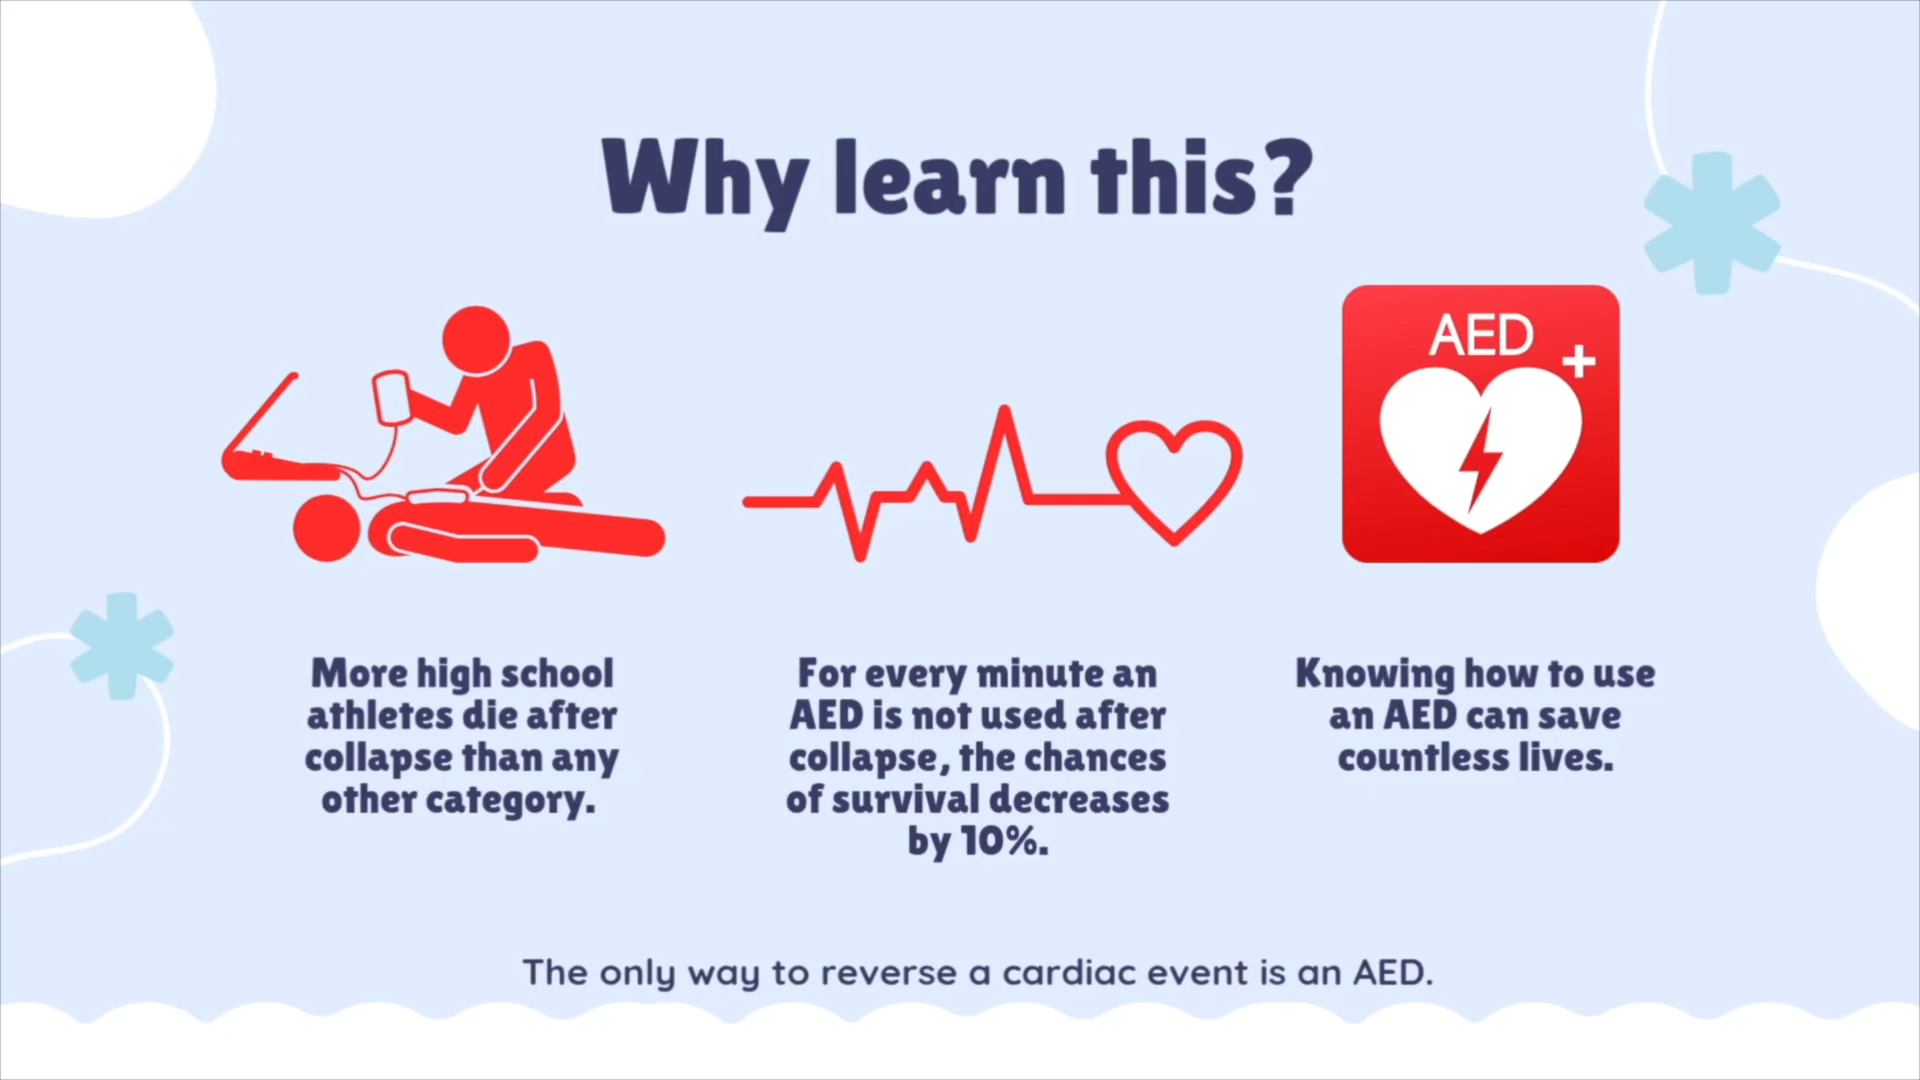 Why learn this?
AED
More high school
athletes die after
collapse than any
other category.
For every minute an
AED is not used after
collapse, the chances
of survival decreases
by 10%.
Knowing how to use
an AED can save
countless lives.
The only way to reverse a cardiac event is an AED.